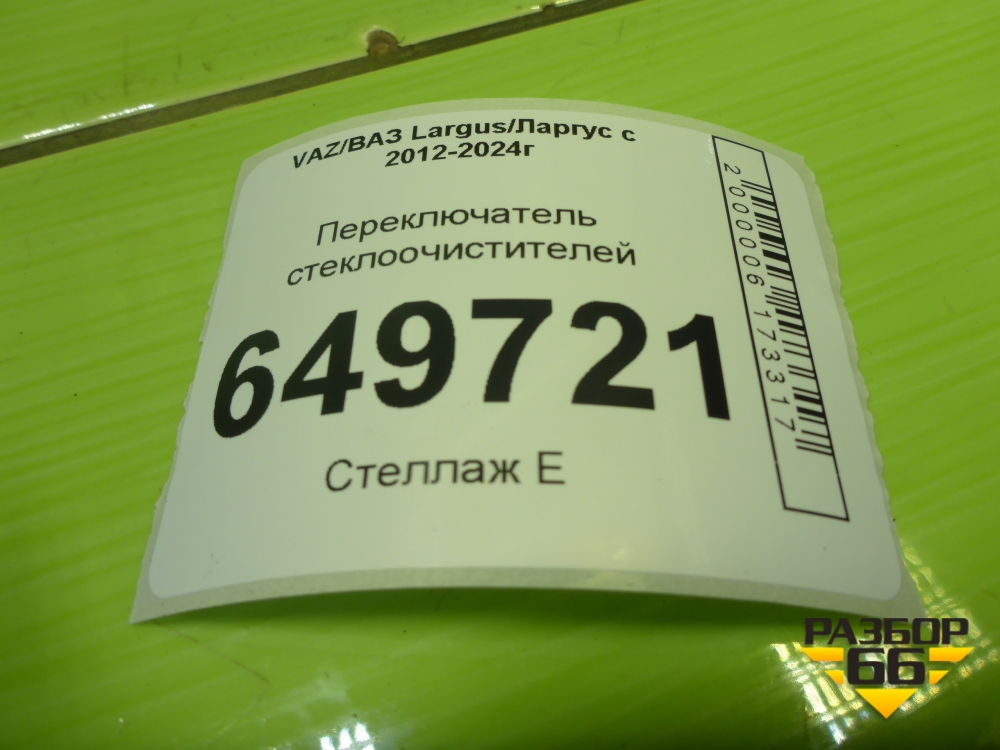 VAZ/ВАЗ Largus/Ларгус с
2012-2024г
Переключатель
стеклоочистителей
649721
Стеллаж Е
2000006173317
РАЗБОР
66